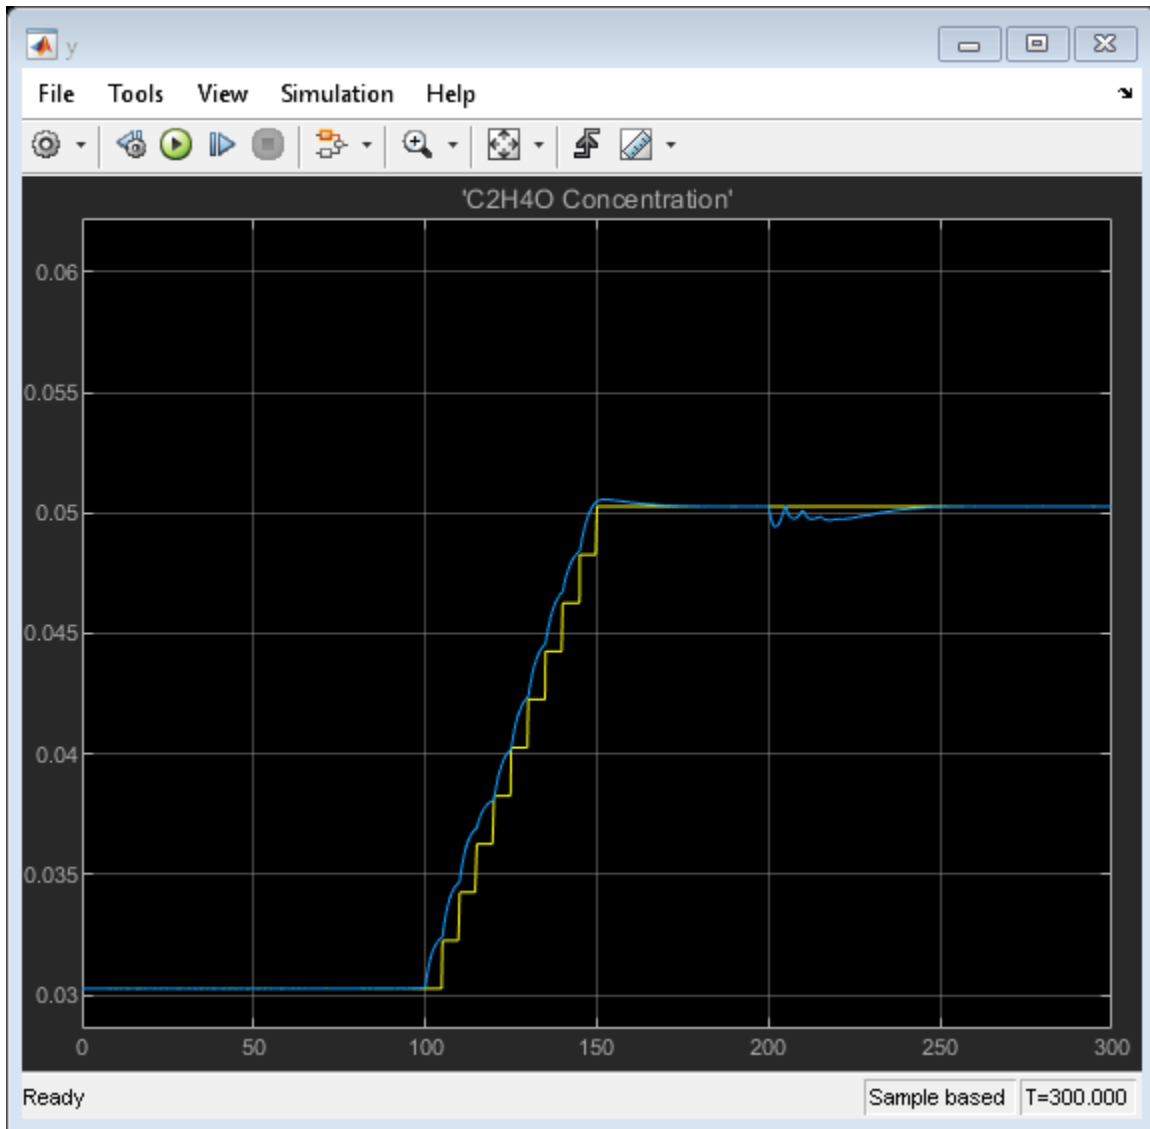 y
File Tools View Simulation Help
'C2H4O Concentration'
0.06
0.055
0.05
0.045
0.04
0.035
0.03
0 50 100 150 200 250 300
Ready Sample based T=300.000